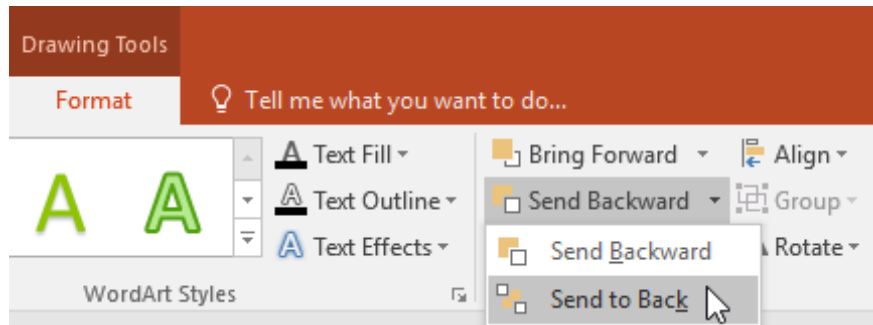 Drawing Tools
Format
Tell me what you want to do...
A A
Text Fill
Text Outline
Text Effects
WordArt Styles
Bring Forward
Send Backward
Send Backward
Send to Back
Align
Group
Rotate